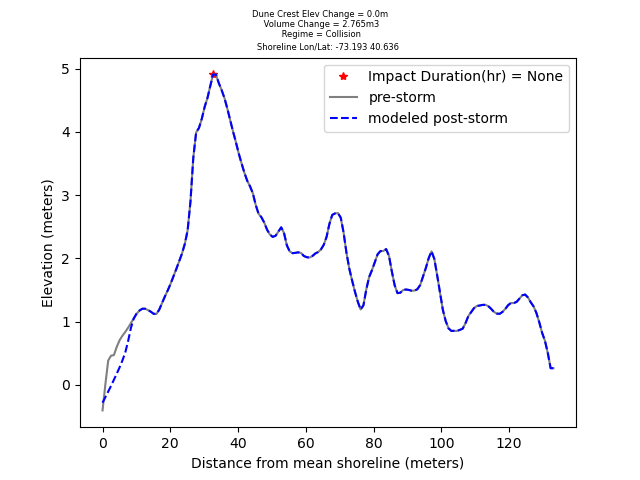 Dune Crest Elev Change = 0.0m
Volume Change = 2.765m3
Regime = Collision
Shoreline Lon/Lat: -73.193 40.636
Impact Duration(hr) = None
pre-storm
modeled post-storm
Elevation (meters)
5
4
3
2
1
0
0 20 40 60 80 100 120
Distance from mean shoreline (meters)